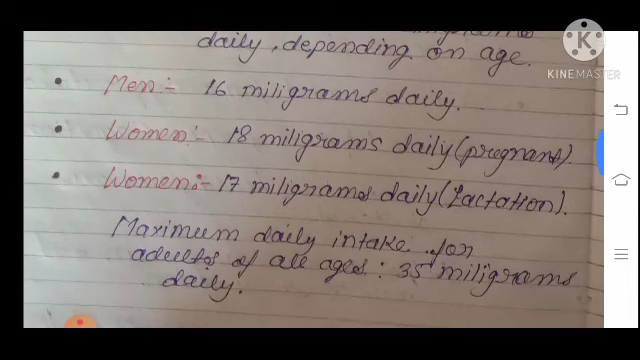 daily, depending on age.
• Men:- 16 miligrams daily.
• Women:- 18 miligrams daily (pregnans).
• Women:- 17 miligrams daily (Lactation).
Maximum daily intake for
adults of all ages: 35 miligrams
daily.
K
KINEMASTER